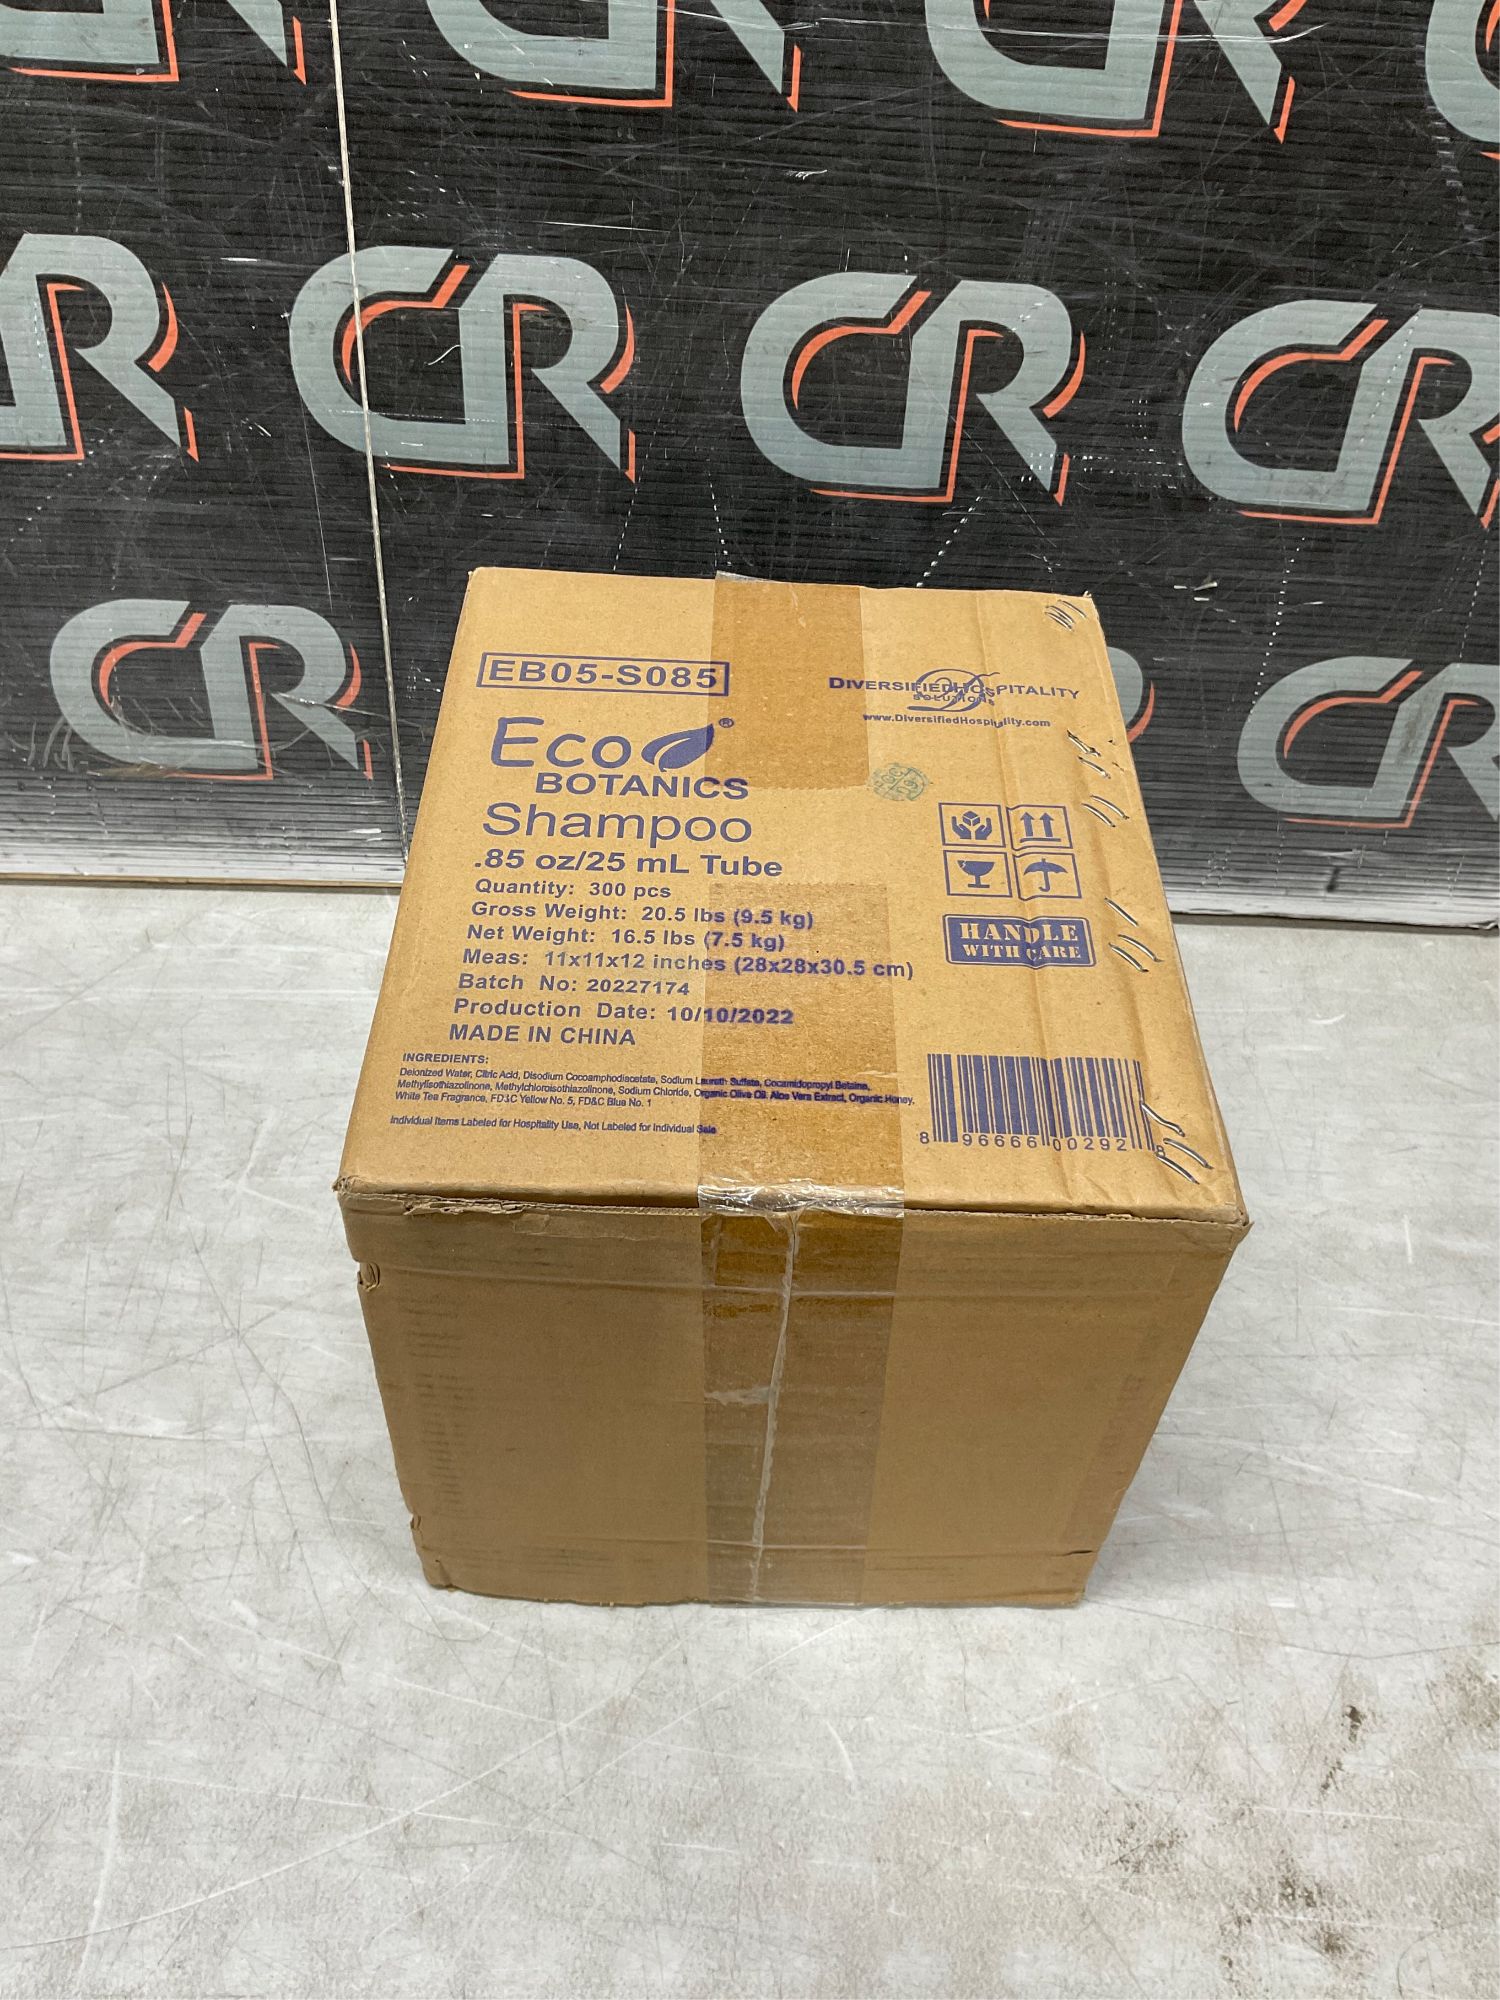 CR CR CR CR
CR CR CR CR
CR CR CR
EB05-S085
DIVERSIFIED HOSPITALITY
SOLUTIONS
www.DiversifiedHospitality.com
Eco®
BOTANICS
Shampoo
.85 oz/25 mL Tube
Quantity: 300 pcs
Gross Weight: 20.5 lbs (9.5 kg)
Net Weight: 16.5 lbs (7.5 kg)
Meas: 11x11x12 inches (28x28x30.5 cm)
Batch No: 20227174
Production Date: 10/10/2022
MADE IN CHINA
HANDLE
WITH CARE
INGREDIENTS:
Deionized Water, Citric Acid, Disodium Cocoamphodiacetate, Sodium Laureth Sulfate, Cocamidopropyl Betaine,
Methylisothiazolinone, Methylchloroisothiazolinone, Sodium Chloride, Organic Olive Oil, Aloe Vera Extract, Organic Honey,
White Tea Fragrance, FD&C Yellow No. 5, FD&C Blue No. 1
Individual Items Labeled for Hospitality Use, Not Labeled for Individual Sale
8 96666 00292 8